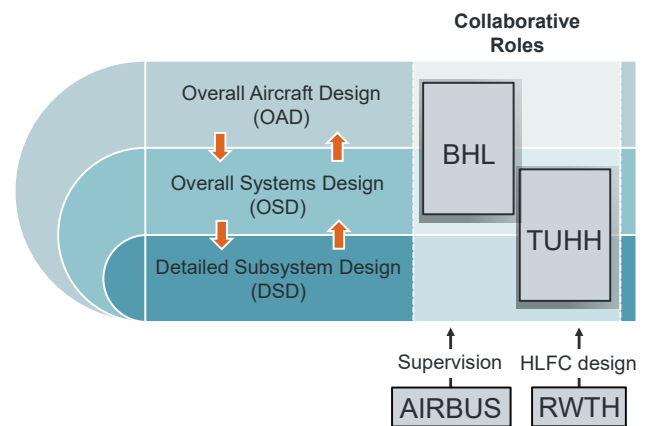 Collaborative
Roles
Overall Aircraft Design
(OAD)
BHL
Overall Systems Design
(OSD)
TUHH
Detailed Subsystem Design
(DSD)
Supervision
HLFC design
AIRBUS
RWTH